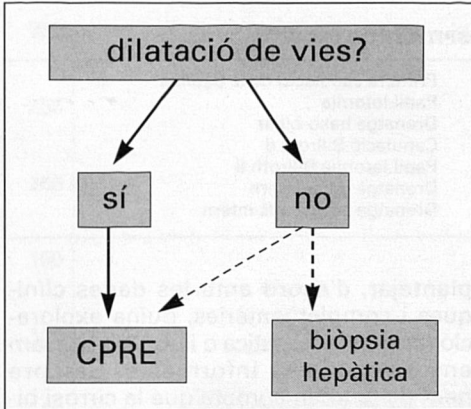 dilatació de vies?
sí
no
CPRE
biòpsia
hepàtica